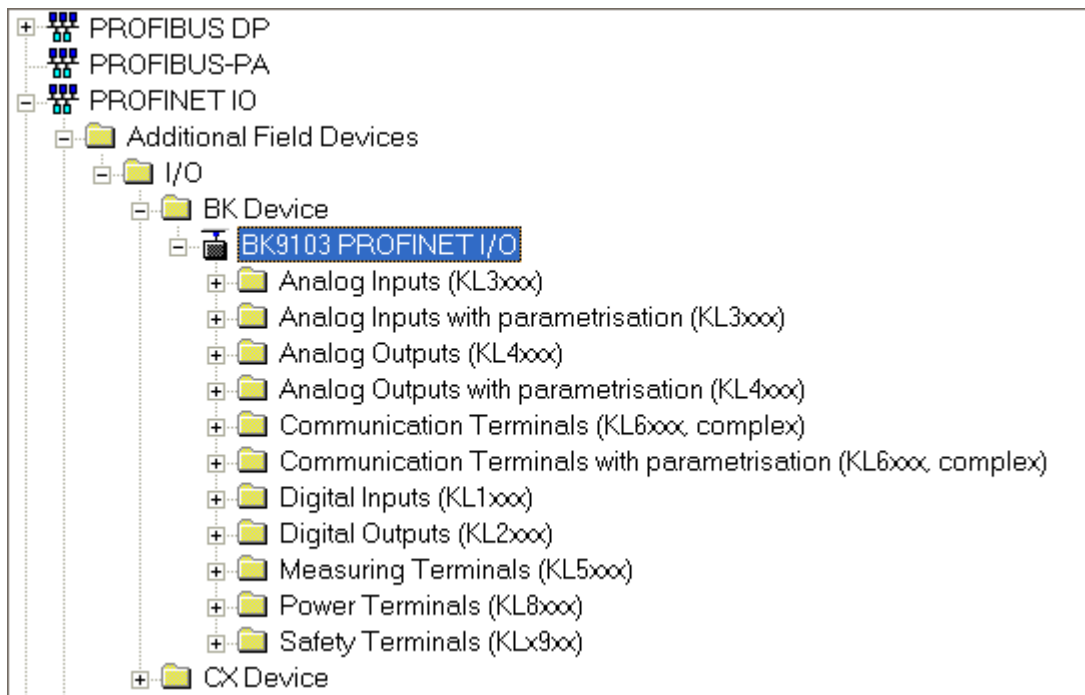 PROFIBUS DP
PROFIBUS-PA
PROFINET IO
Additional Field Devices
I/O
BK Device
BK9103 PROFINET I/O
Analog Inputs (KL3xxx)
Analog Inputs with parametrisation (KL3xxx)
Analog Outputs (KL4xxx)
Analog Outputs with parametrisation (KL4xxx)
Communication Terminals (KL6xxx, complex)
Communication Terminals with parametrisation (KL6xxx, complex)
Digital Inputs (KL1xxx)
Digital Outputs (KL2xxx)
Measuring Terminals (KL5xxx)
Power Terminals (KL8xxx)
Safety Terminals (KLx9xx)
CX Device